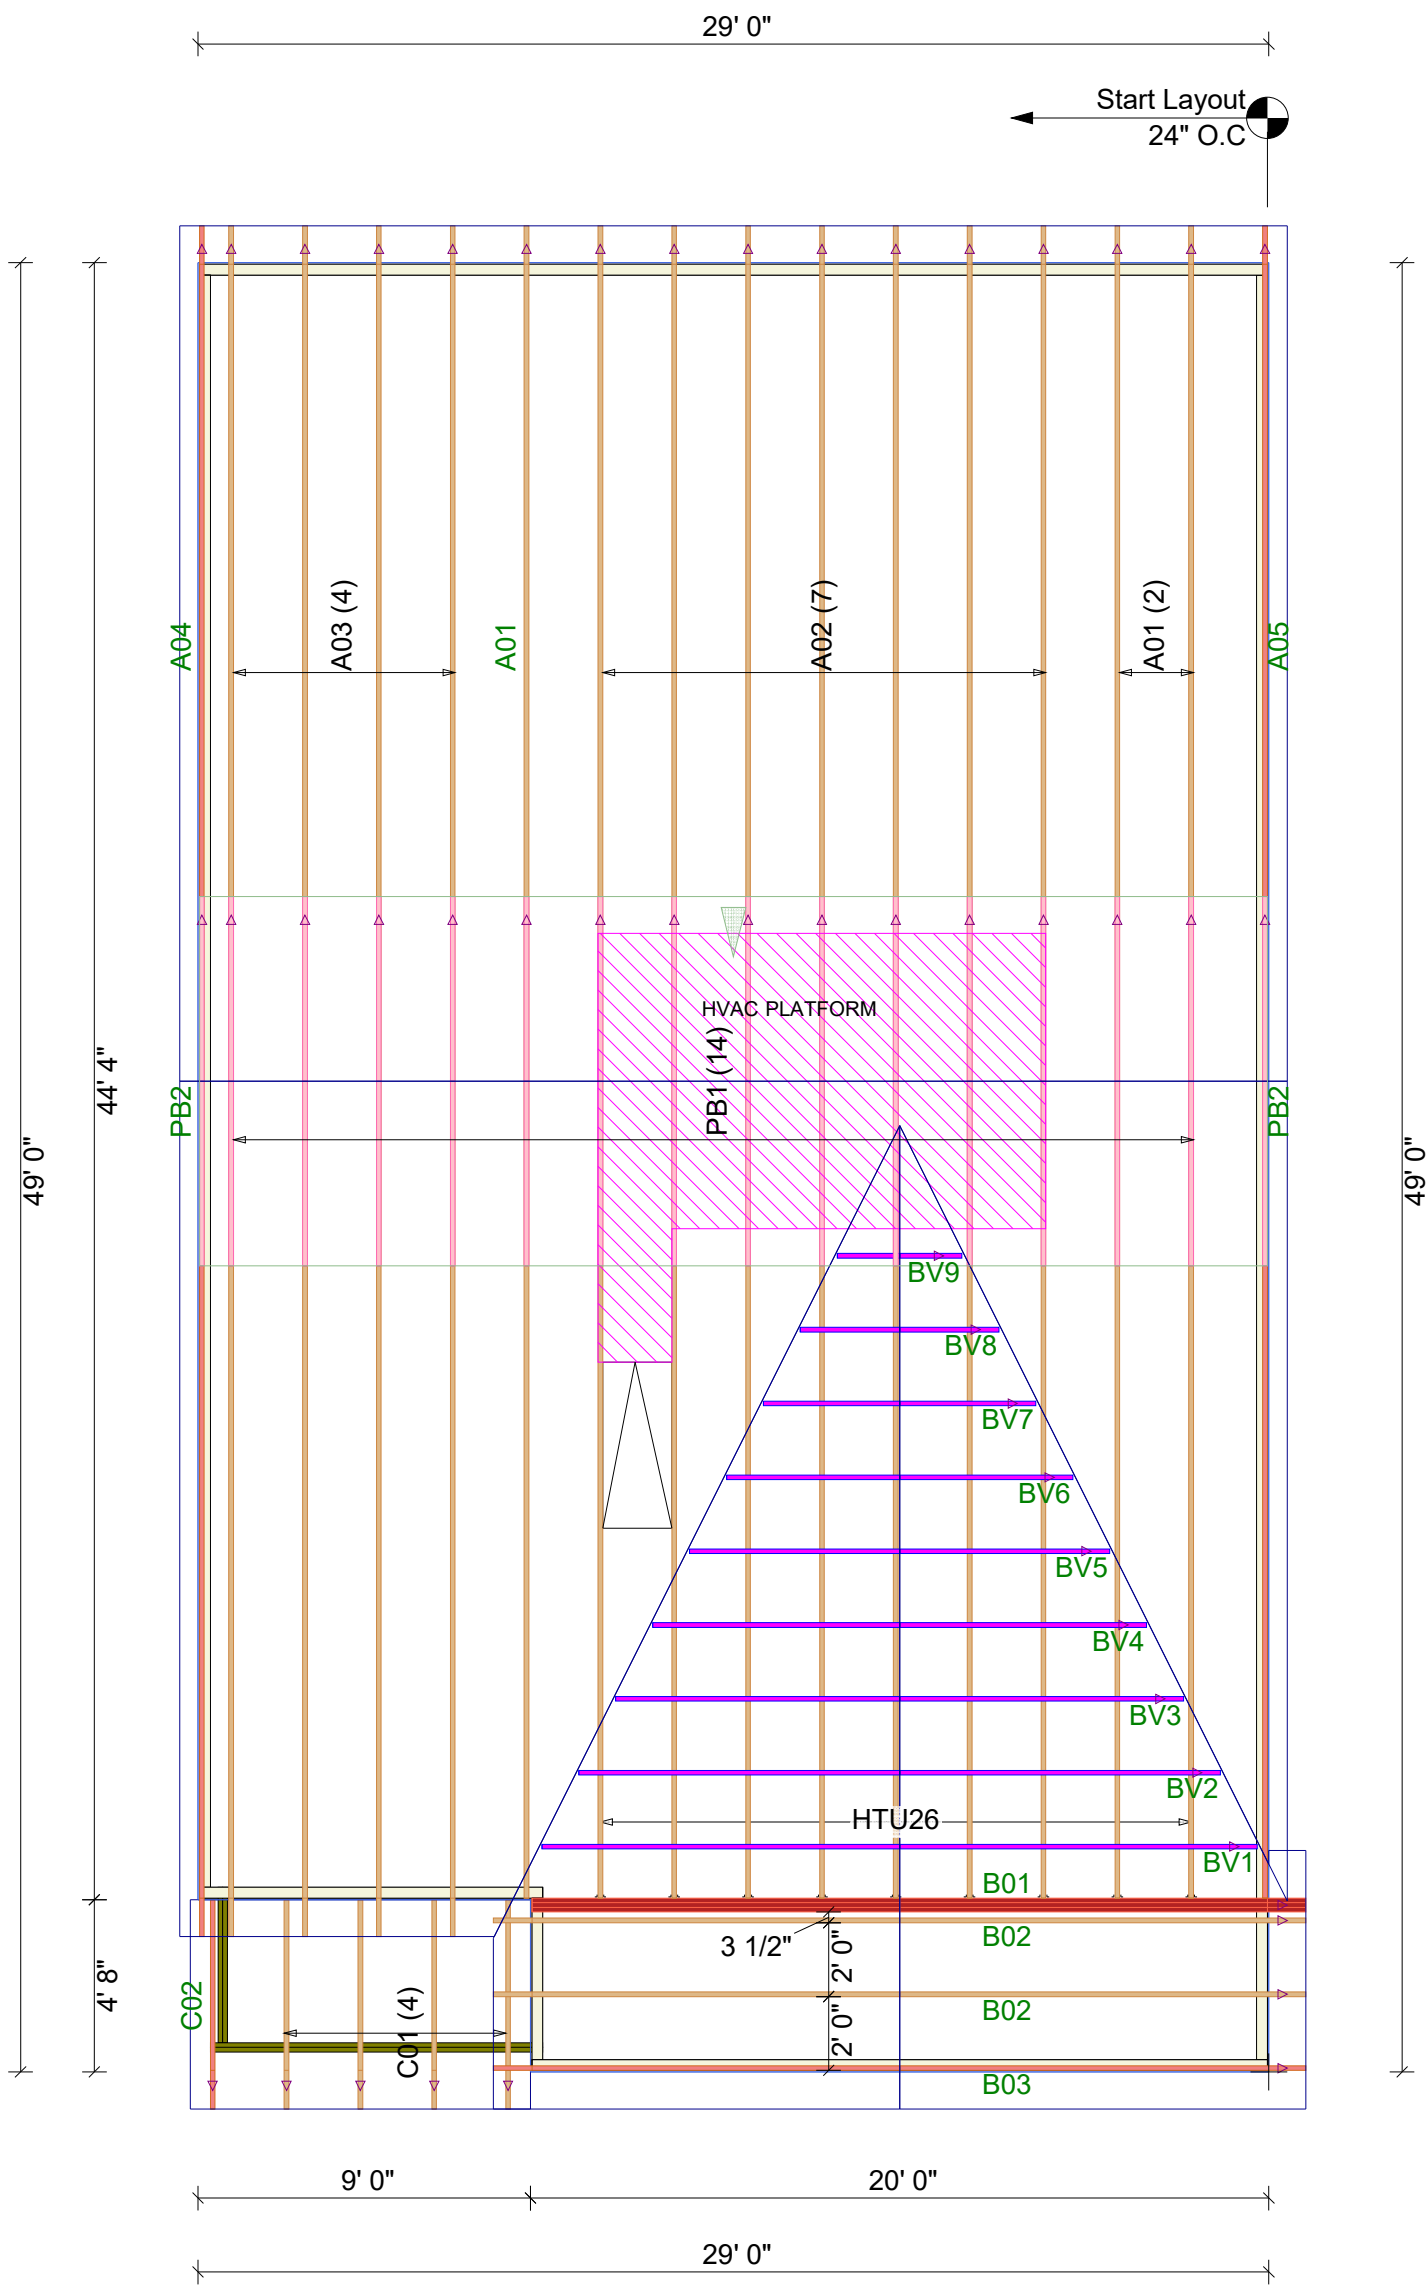 29' 0"
Start Layout
24" O.C
A04
A03 (4)
A01
A02 (7)
A01 (2)
A05
HVAC PLATFORM
PB1 (14)
PB2
PB2
44' 4"
49' 0"
49' 0"
BV9
BV8
BV7
BV6
BV5
BV4
BV3
BV2
HTU26
BV1
B01
B02
3 1/2"
2' 0"
4' 8"
C02
C01 (4)
B02
2' 0"
B03
9' 0"
20' 0"
29' 0"